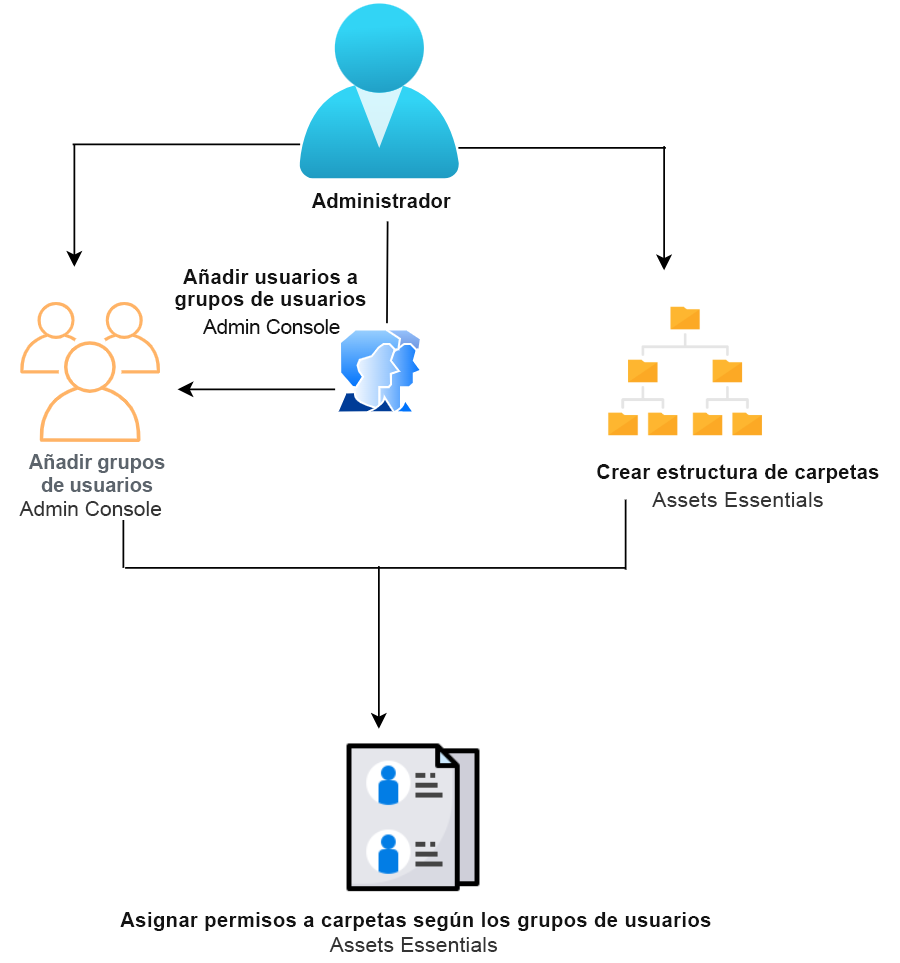 Administrador
Añadir usuarios a
grupos de usuarios
Admin Console
Añadir grupos
de usuarios
Admin Console
Crear estructura de carpetas
Assets Essentials
Asignar permisos a carpetas según los grupos de usuarios
Assets Essentials